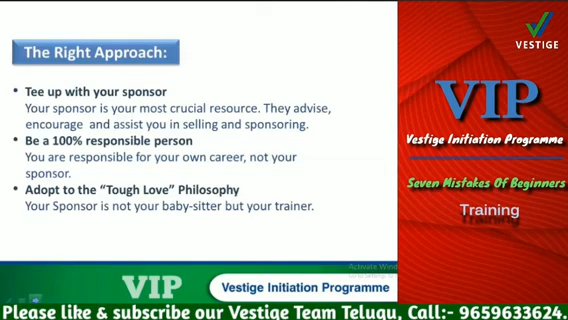 The Right Approach:
• Tee up with your sponsor
Your sponsor is your most crucial resource. They advise,
encourage and assist you in selling and sponsoring.
• Be a 100% responsible person
You are responsible for your own career, not your
sponsor.
• Adopt to the “Tough Love” Philosophy
Your Sponsor is not your baby-sitter but your trainer.
VESTIGE
VIP
Vestige Initiation Programme
Seven Mistakes Of Beginners
Training
Activate Wind
VIP
Vestige Initiation Programme
Please like & subscribe our Vestige Team Telugu, Call:- 9659633624.